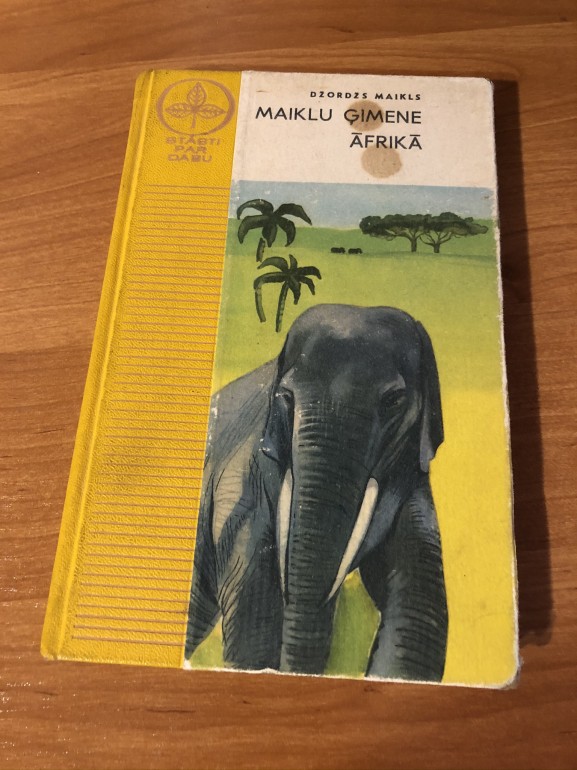 STĀSTI
PAR
DABU
DŽORDŽS MAIKLS
MAIKLU ĢIMENE
ĀFRIKĀ